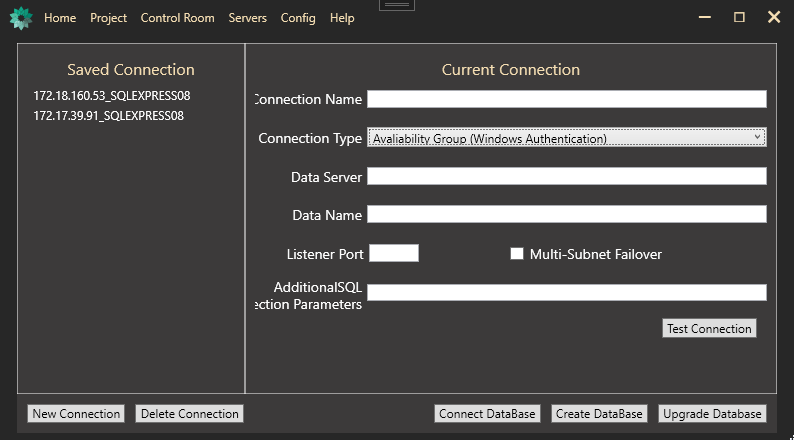 Home Project Control Room Servers Config Help
Saved Connection
172.18.160.53_SQLEXPRESS08
172.17.39.91_SQLEXPRESS08
Current Connection
Connection Name
Connection Type Avaliability Group (Windows Authentication)
Data Server
Data Name
Listener Port Multi-Subnet Failover
AdditionalSQL
ection Parameters
Test Connection
New Connection Delete Connection Connect DataBase Create DataBase Upgrade Database